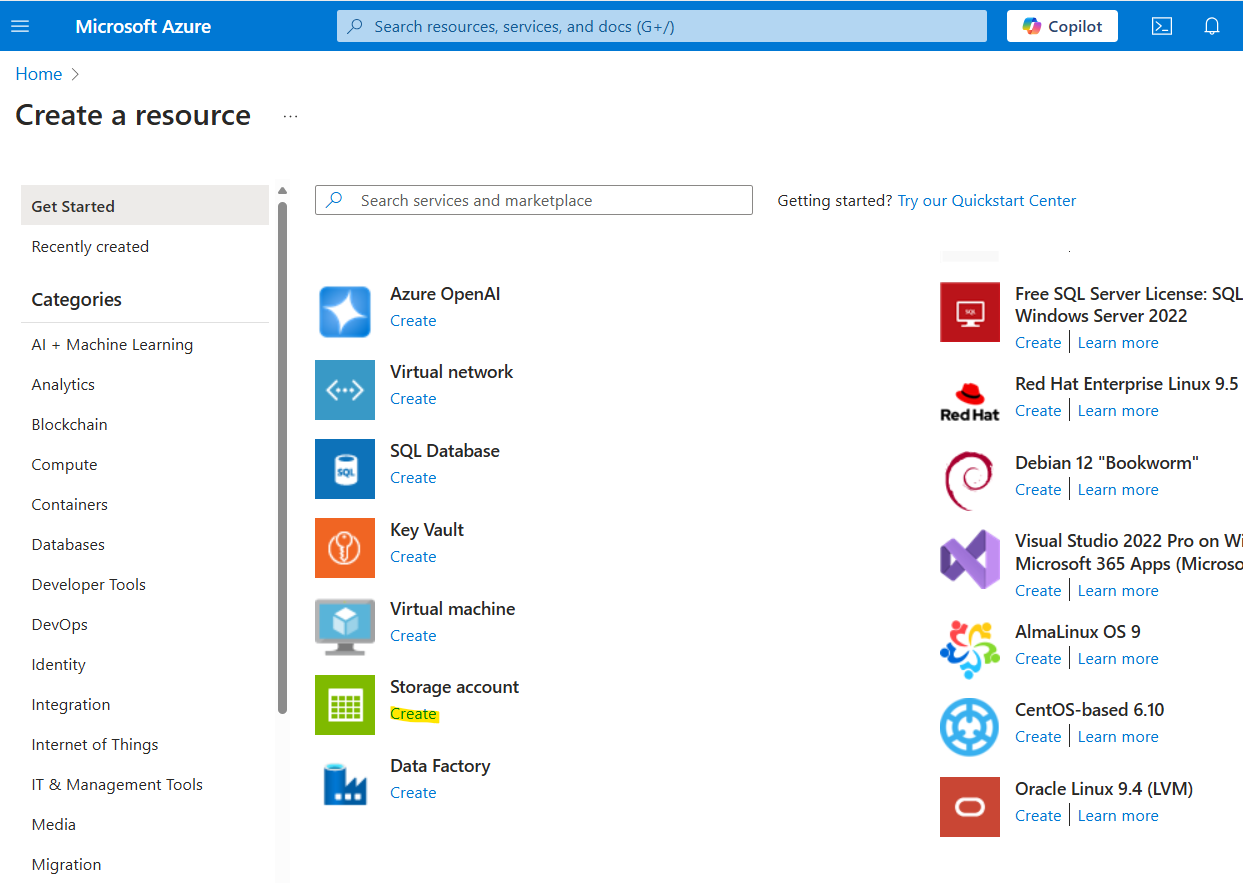 Microsoft Azure
Search resources, services, and docs (G+/)
Copilot
Home
Create a resource
...
Get Started
Recently created
Categories
AI + Machine Learning
Analytics
Blockchain
Compute
Containers
Databases
Developer Tools
DevOps
Identity
Integration
Internet of Things
IT & Management Tools
Media
Migration
Search services and marketplace
Getting started? Try our Quickstart Center
Azure OpenAI
Create
Virtual network
Create
SQL
SQL Database
Create
Key Vault
Create
Virtual machine
Create
Storage account
Create
Data Factory
Create
SQL
Free SQL Server License: SQL
Windows Server 2022
Create | Learn more
Red Hat
Red Hat Enterprise Linux 9.5
Create | Learn more
Debian 12 "Bookworm"
Create | Learn more
Visual Studio 2022 Pro on Wi
Microsoft 365 Apps (Microso
Create | Learn more
AlmaLinux OS 9
Create | Learn more
CentOS-based 6.10
Create | Learn more
Oracle Linux 9.4 (LVM)
Create | Learn more